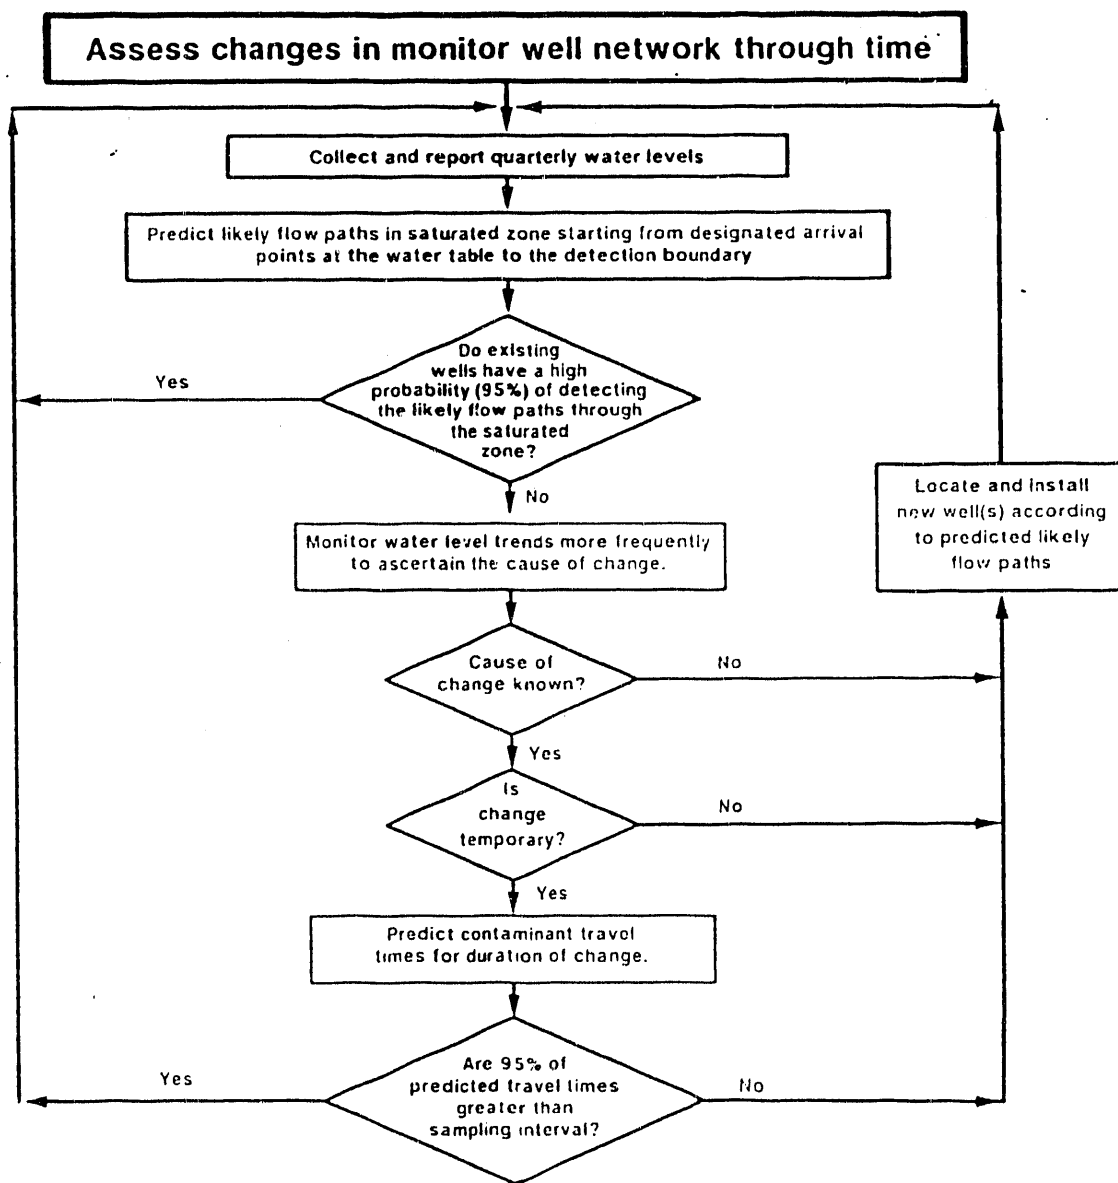 Assess changes in monitor well network through time
Collect and report quarterly water levels
Predict likely flow paths in saturated zone starting from designated arrival
points at the water table to the detection boundary
Do existing
wells have a high
probability (95%) of detecting
the likely flow paths through
the saturated
zone?
Yes
No
Locate and install
new well(s) according
to predicted likely
flow paths
Monitor water level trends more frequently
to ascertain the cause of change.
Cause of
change known?
No
Yes
Is
change
temporary?
No
Yes
Predict contaminant travel
times for duration of change.
Are 95% of
predicted travel times
greater than
sampling interval?
Yes
No